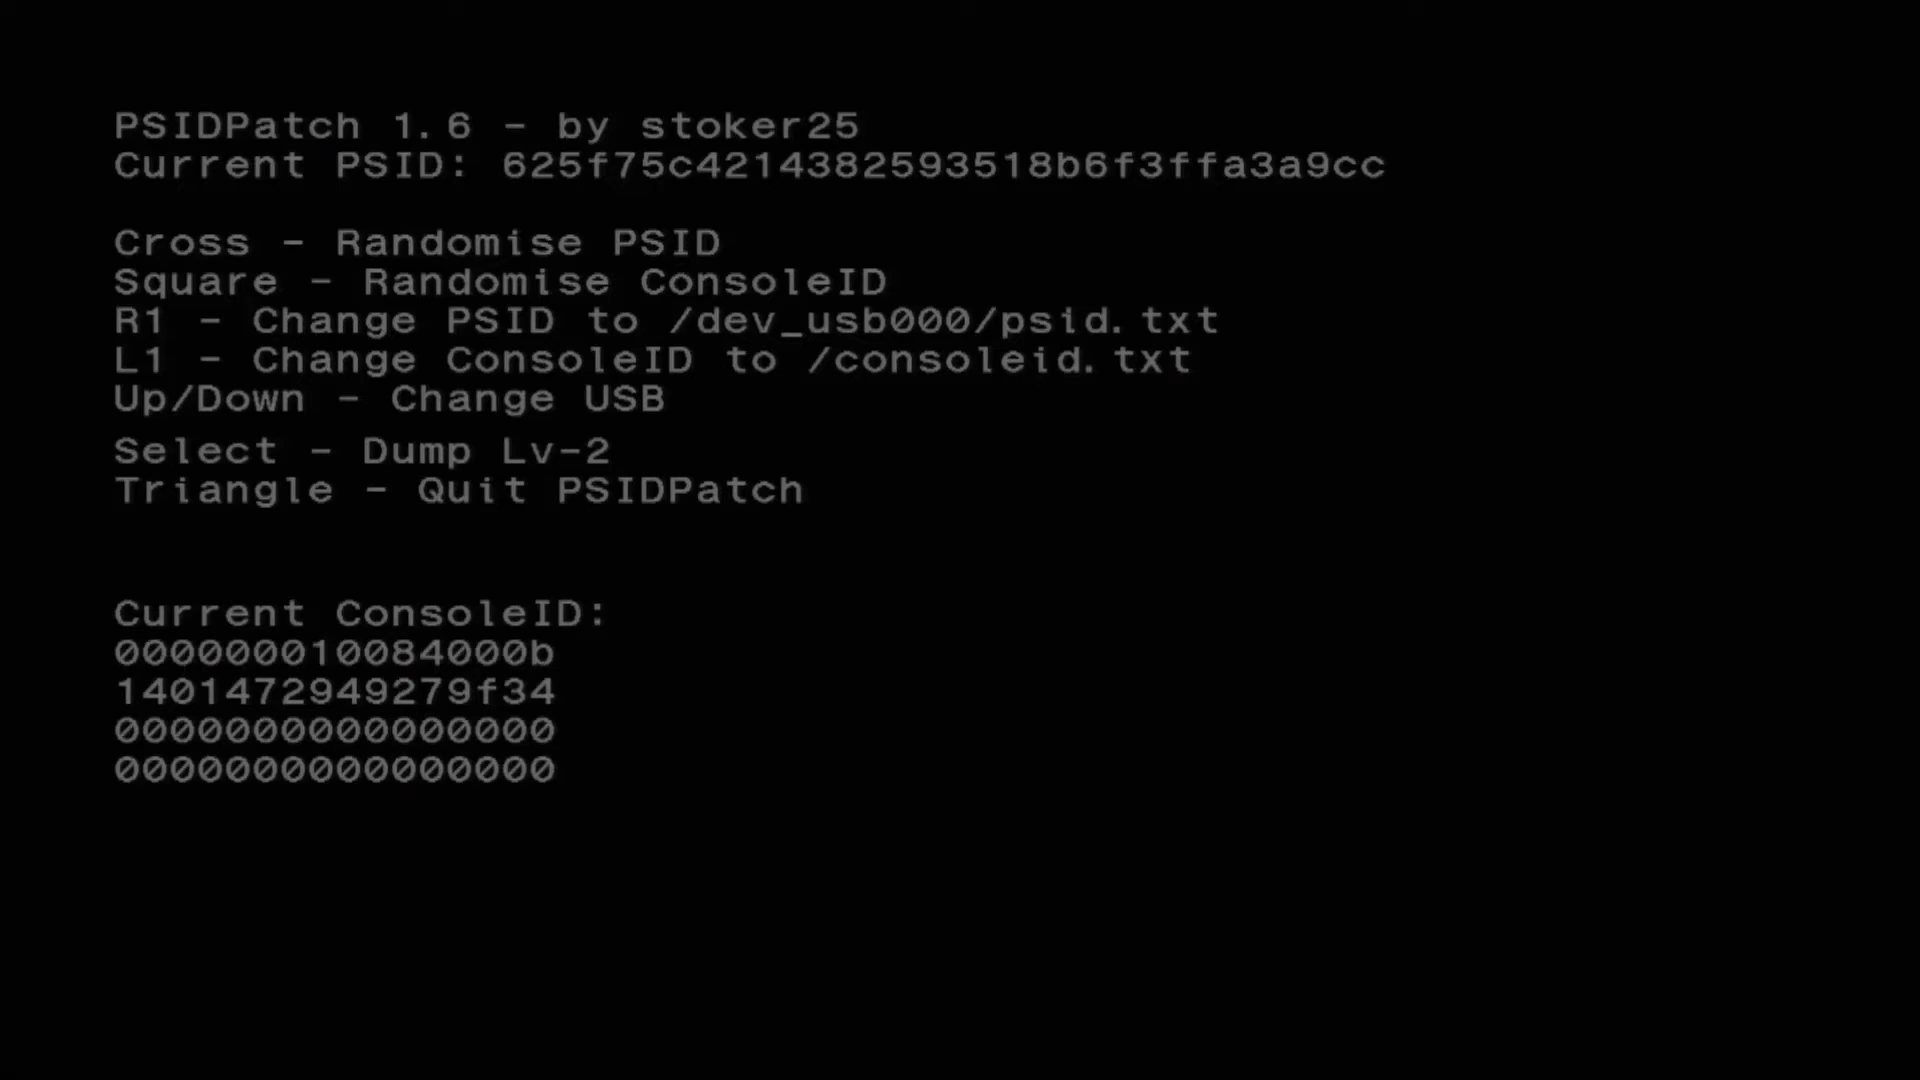 PSIDPatch 1.6 - by stoker25
Current PSID: 625f75c4214382593518b6f3ffa3a9cc
Cross - Randomise PSID
Square - Randomise ConsoleID
R1 - Change PSID to /dev_usb000/psid.txt
L1 - Change ConsoleID to /consoleid.txt
Up/Down - Change USB
Select - Dump Lv-2
Triangle - Quit PSIDPatch
Current ConsoleID:
000000010084000b
1401472949279f34
0000000000000000
0000000000000000